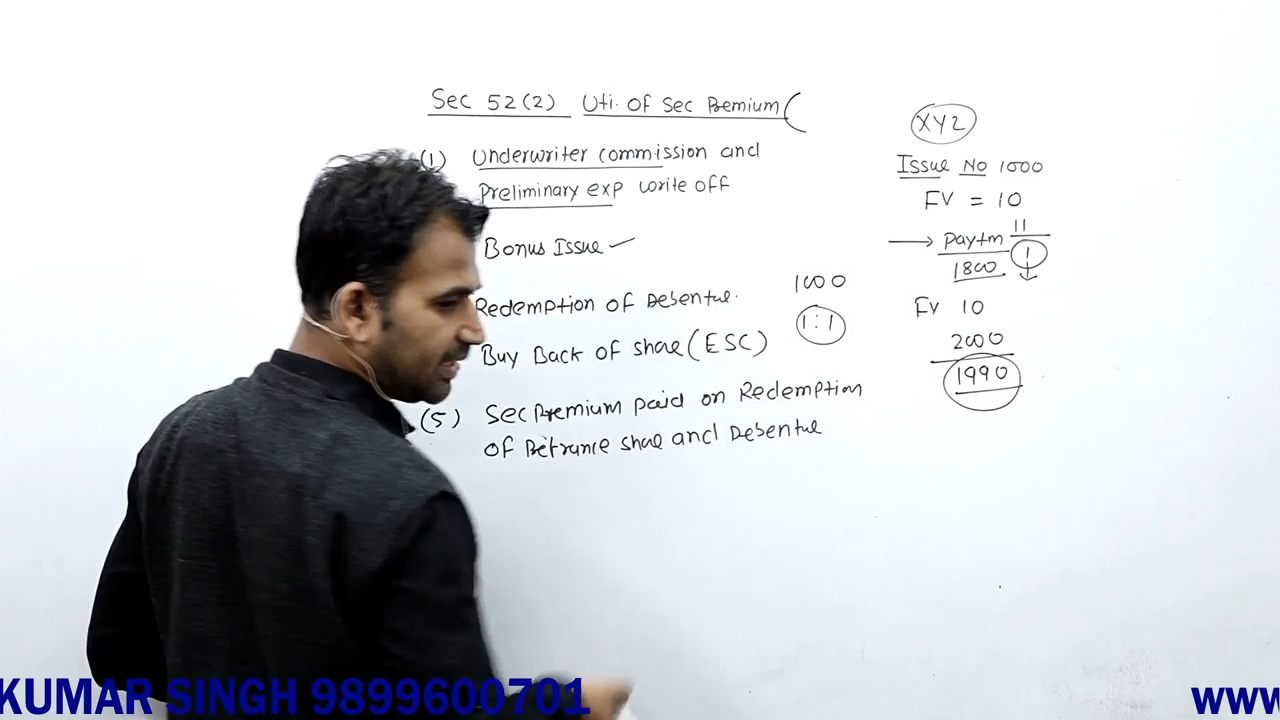 Sec 52(2) Uti. Of Sec Premium (
(1) Underwriter commission and
Preliminary exp write off
Bonus Issue
Redemption of Debenture.
Buy Back of share (ESC)
(5) Sec Premium paid on Redemption
of share and Debenture
1000
1:1
XYZ
Issue No 1000
FV = 10
Paytm 11
1800 1
FV 10
2000
1990
KUMAR SINGH 9899600701
www